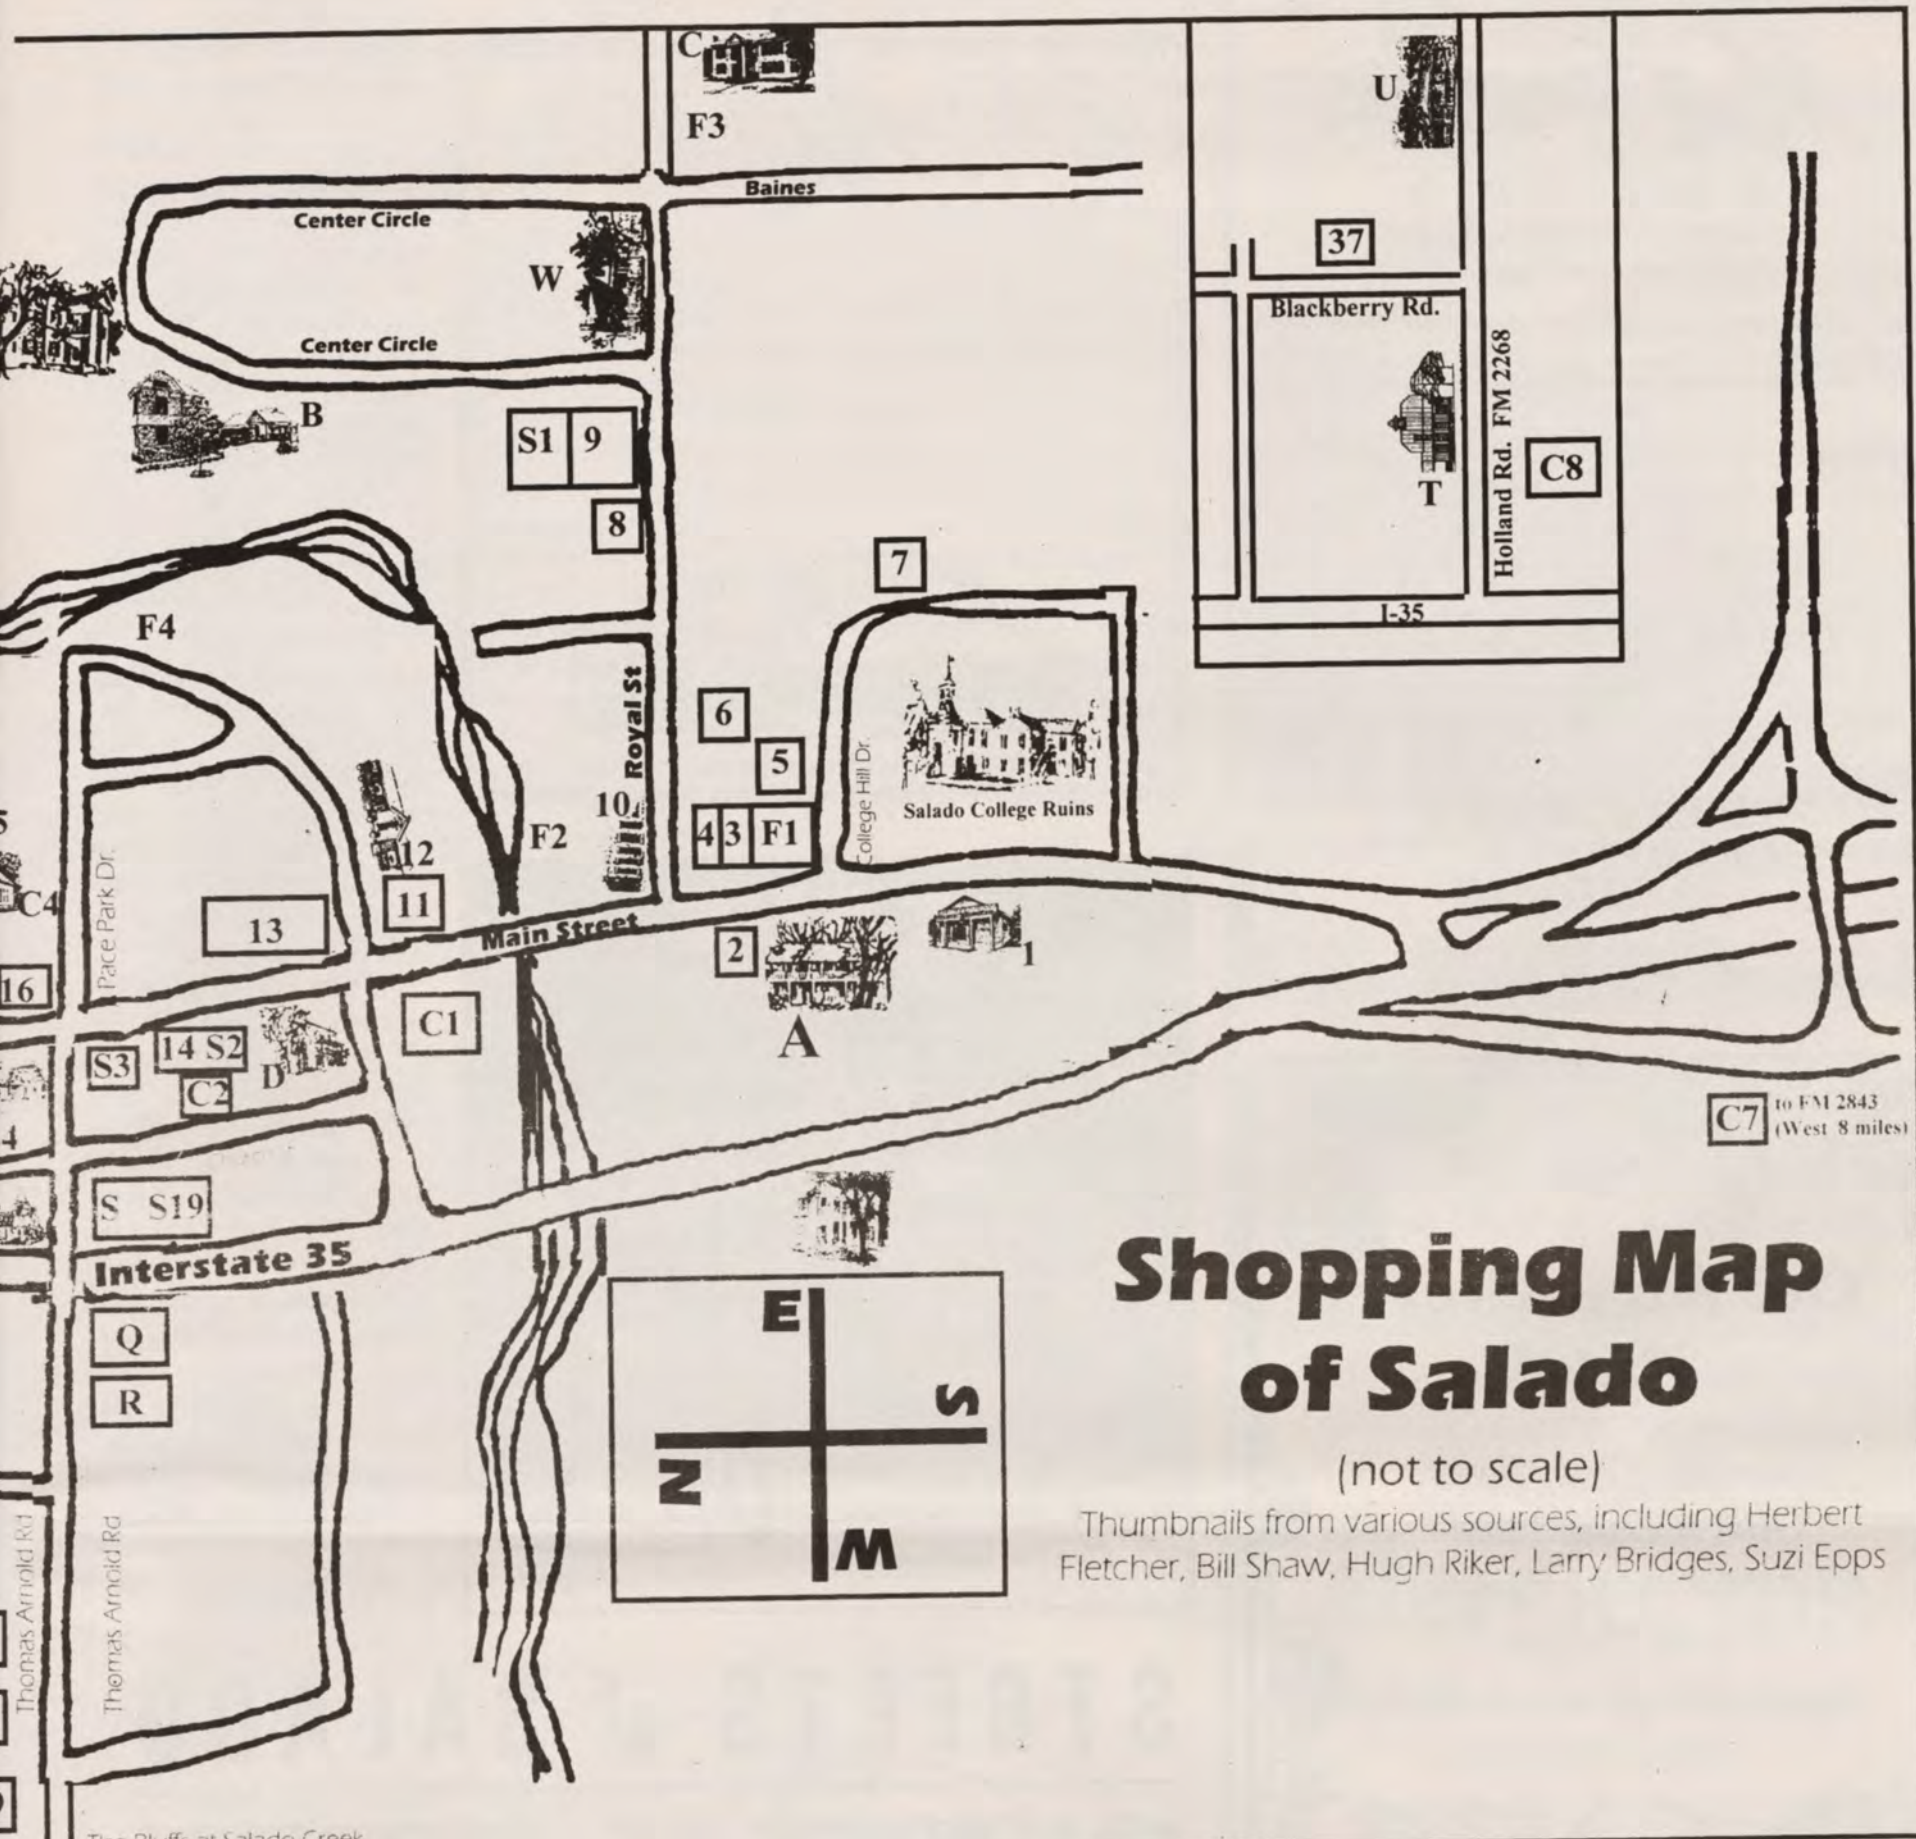 C
U
F3
Baines
Center Circle
37
W
Blackberry Rd.
Center Circle
B
Holland Rd. FM 2268
S1 9
C8
T
8
7
I-35
F4
Royal St
6
5
College Hill Dr.
Salado College Ruins
10
4 3 F1
F2
12
Pace Park Dr.
C4
11
13
Main Street
2
1
16
C1
A
14 S2
S3
D
C2
C7 to FM 2843
(West 8 miles)
4
S S19
Interstate 35
Q
R
E
S
N
W
Shopping Map
of Salado
(not to scale)
Thumbnails from various sources, including Herbert
Fletcher, Bill Shaw, Hugh Riker, Larry Bridges, Suzi Epps
Thomas Arnold Rd
Thomas Arnold Rd